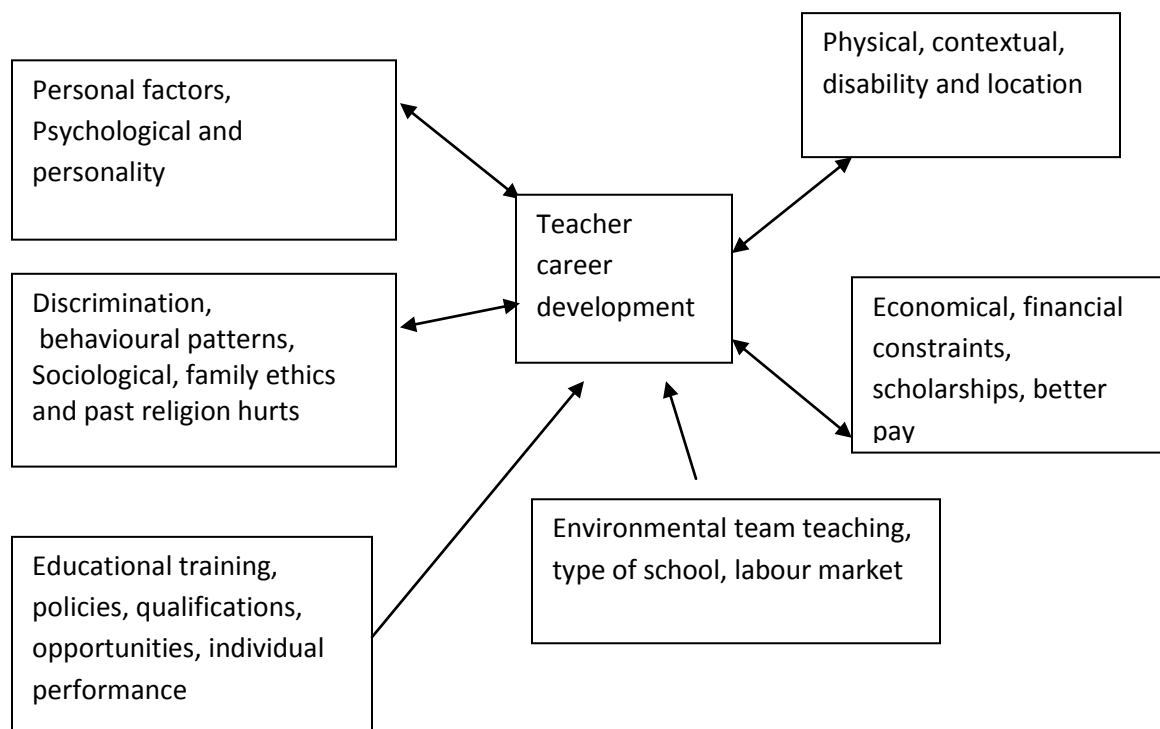 Physical, contextual,
disability and location
Personal factors,
Psychological and
personality
Teacher
career
development
Discrimination,
behavioural patterns,
Sociological, family ethics
and past religion hurts
Economical, financial
constraints,
scholarships, better
pay
Environmental team teaching,
type of school, labour market
Educational training,
policies, qualifications,
opportunities, individual
performance